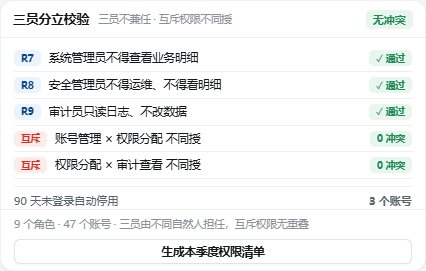 三员分立校验 三员不兼任 · 互斥权限不同授 无冲突
R7 系统管理员不得查看业务明细 ✓ 通过
R8 安全管理员不得运维、不得看明细 ✓ 通过
R9 审计员只读日志、不改数据 ✓ 通过
互斥 账号管理 × 权限分配 不同授 0 冲突
互斥 权限分配 × 审计查看 不同授 0 冲突
90 天未登录自动停用 3 个账号
9 个角色 · 47 个账号 · 三员由不同自然人担任，互斥权限无重叠
生成本季度权限清单